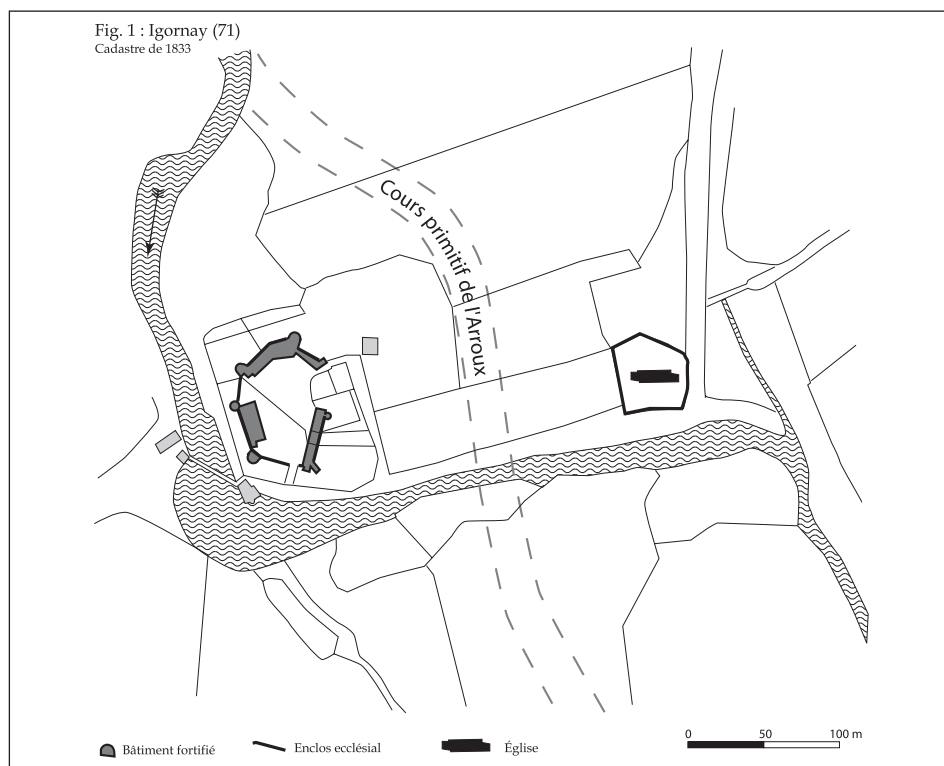 Fig. 1 : Igornay (71)
Cadastre de 1833
Cours primitif de l'Arroux
Bâtiment fortifié
Enclos ecclésial
Église
0 50 100 m